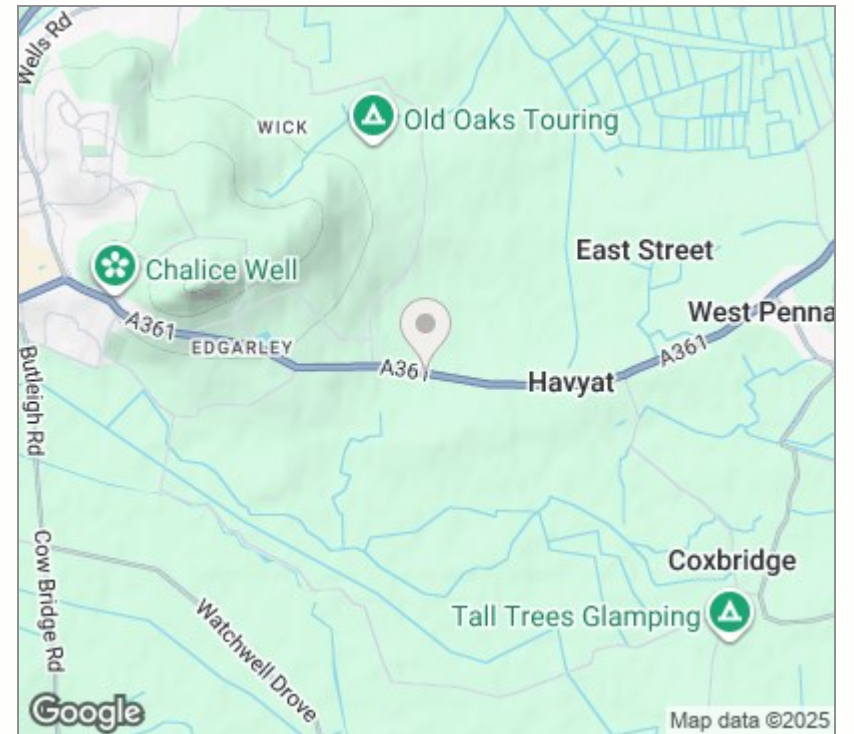 Wells Rd
WICK
Old Oaks Touring
East Street
Chalice Well
West Penna
A361
EDGARLEY
A361
A361
Havyat
Butleigh Rd
Cow Bridge Rd
Coxbridge
Tall Trees Glamping
Watchwell Drove
Google
Map data ©2025